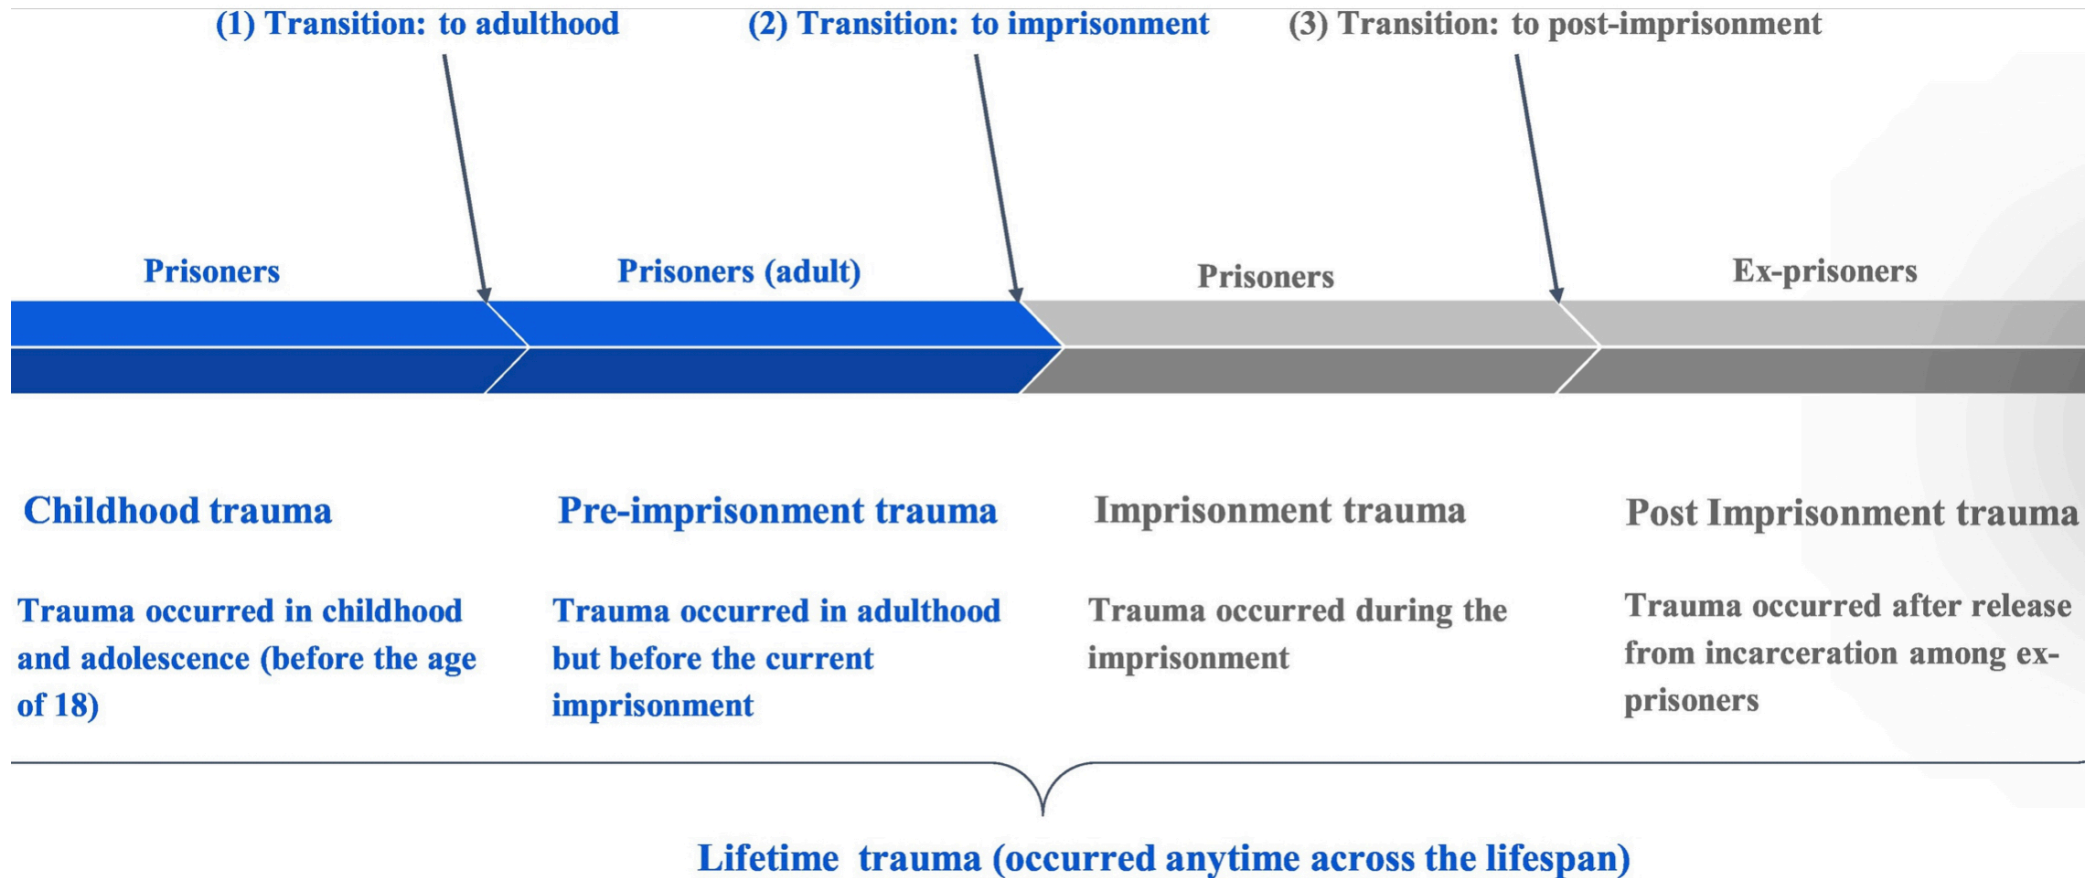 (1) Transition: to adulthood
(2) Transition: to imprisonment
(3) Transition: to post-imprisonment
Prisoners
Prisoners (adult)
Prisoners
Ex-prisoners
Childhood trauma
Pre-imprisonment trauma
Imprisonment trauma
Post Imprisonment trauma
Trauma occurred in childhood
and adolescence (before the age
of 18)
Trauma occurred in adulthood
but before the current
imprisonment
Trauma occurred during the
imprisonment
Trauma occurred after release
from incarceration among ex-
prisoners
Lifetime trauma (occurred anytime across the lifespan)